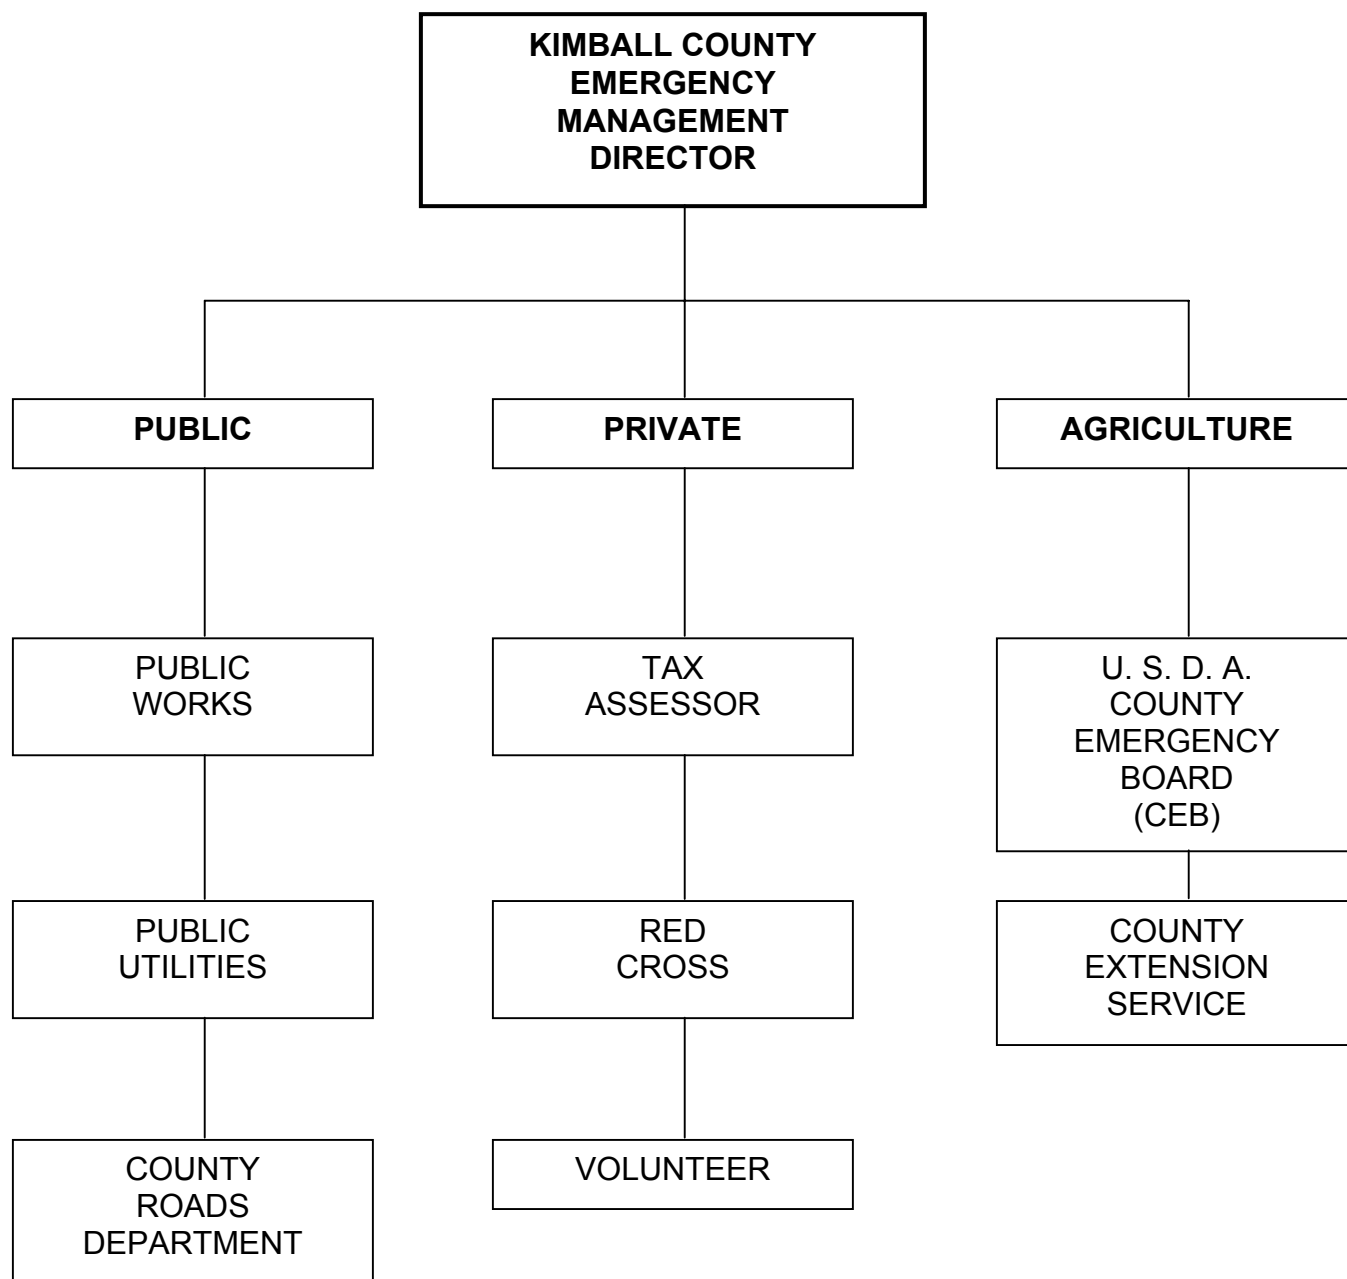 KIMBALL COUNTY
EMERGENCY
MANAGEMENT
DIRECTOR
PUBLIC
PRIVATE
AGRICULTURE
PUBLIC
WORKS
TAX
ASSESSOR
U. S. D. A.
COUNTY
EMERGENCY
BOARD
(CEB)
PUBLIC
UTILITIES
RED
CROSS
COUNTY
EXTENSION
SERVICE
COUNTY
ROADS
DEPARTMENT
VOLUNTEER